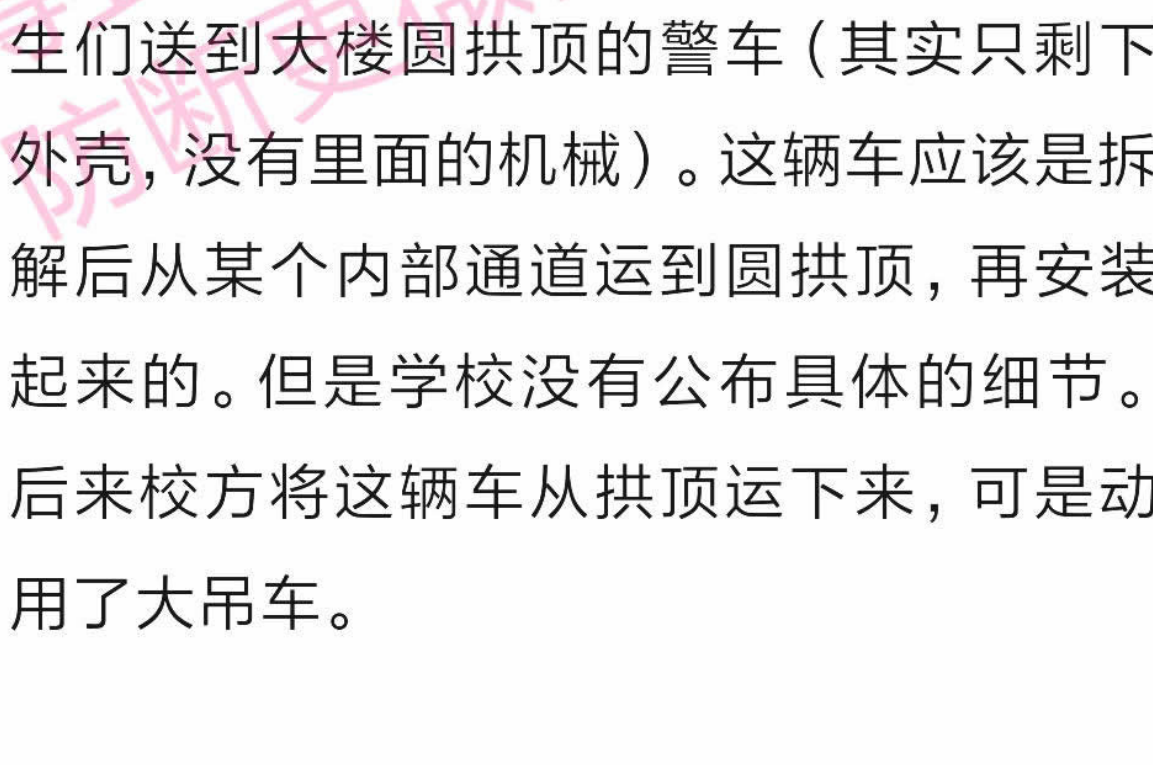 生们送到大楼圆拱顶的警车（其实只剩下
外壳，没有里面的机械）。这辆车应该是拆
解后从某个内部通道运到圆拱顶，再安装
起来的。但是学校没有公布具体的细节。
后来校方将这辆车从拱顶运下来，可是动
用了大吊车。
防断更